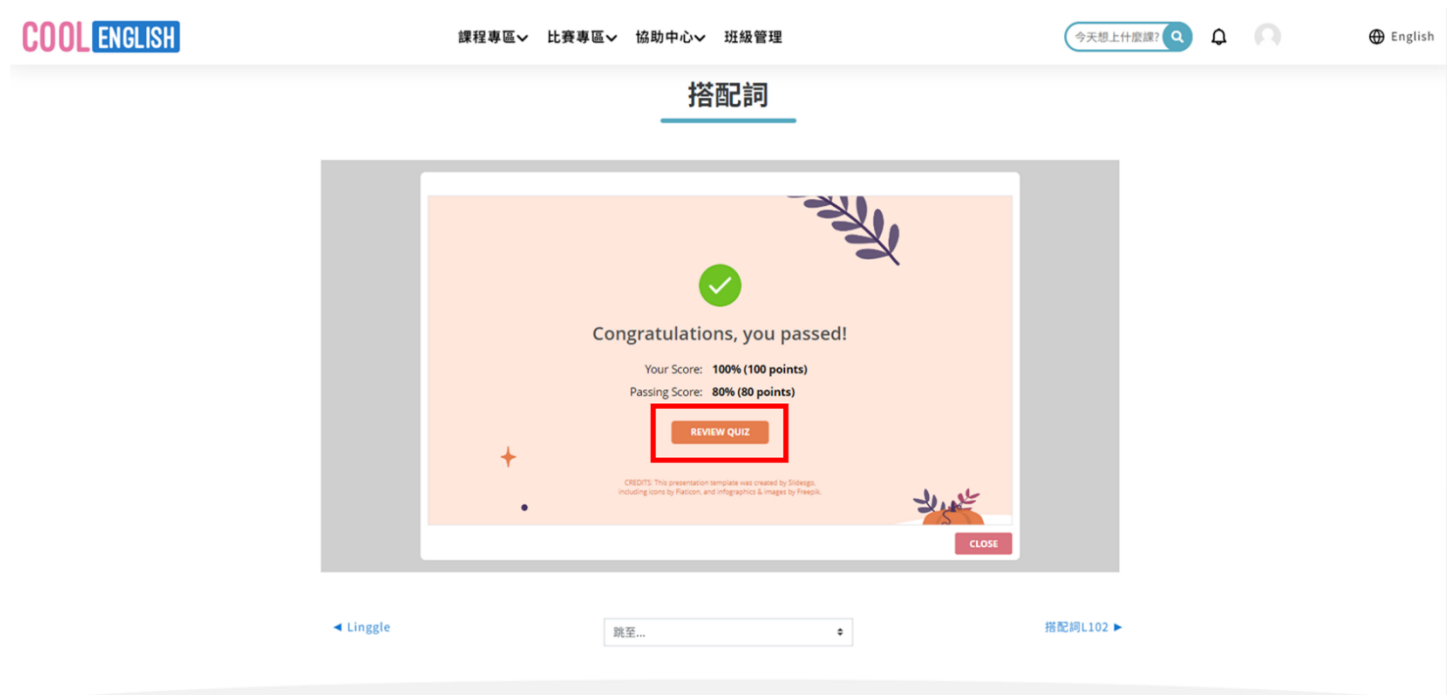 COOL ENGLISH
課程專區 比賽專區 協助中心 班級管理
今天想上什麼課?
English
搭配詞
Congratulations, you passed!
Your Score: 100% (100 points)
Passing Score: 80% (80 points)
REVIEW QUIZ
CREDITS: This presentation template was created by Slidesgo,
including icons by Flaticon, and infographics & images by Freepik.
CLOSE
◄ Linggle
跳至...
搭配詞L102 ►